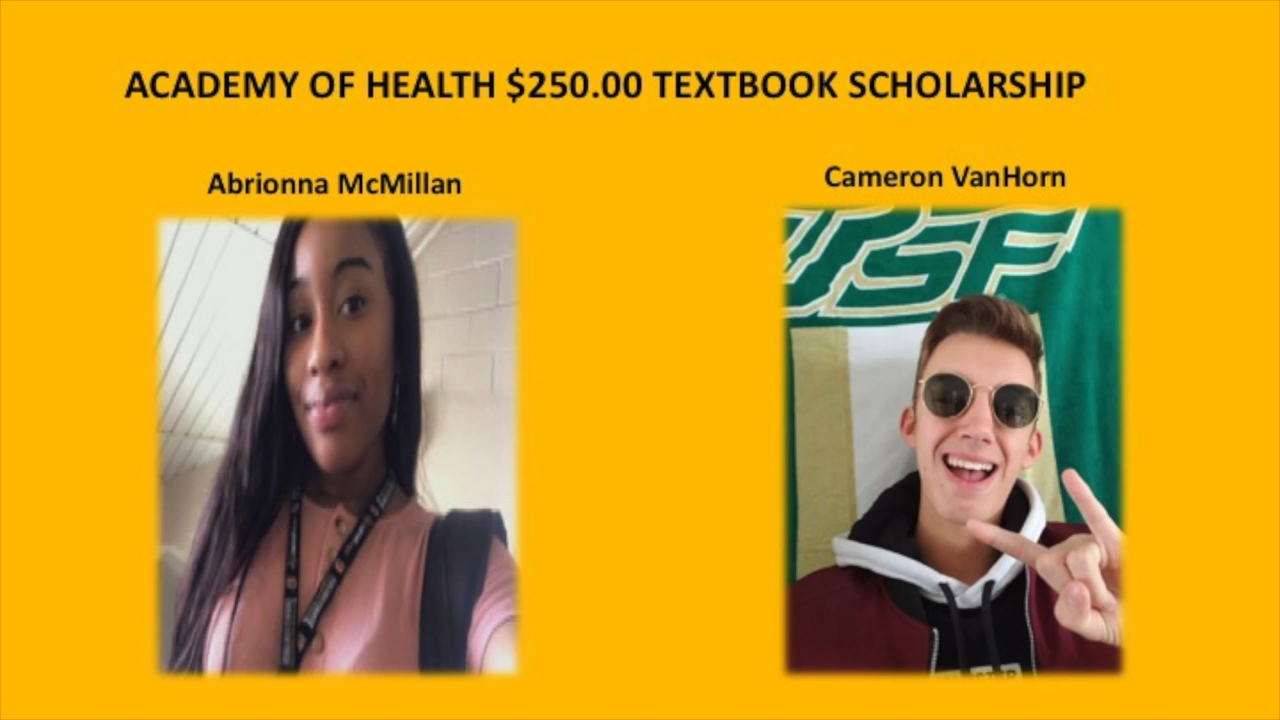 ACADEMY OF HEALTH $250.00 TEXTBOOK SCHOLARSHIP
Abrionna McMillan
Cameron VanHorn
USF